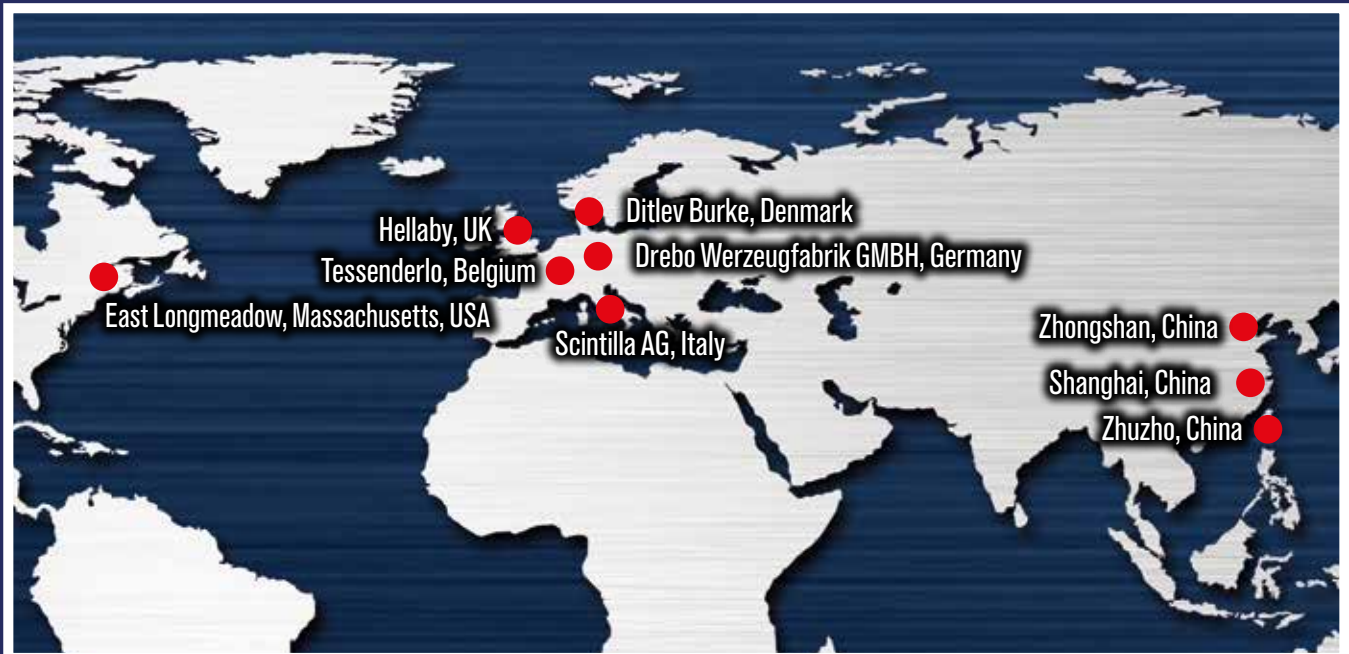 Ditlev Burke, Denmark
Hellaby, UK
Drebo Werzeugfabrik GMBH, Germany
Tessenderlo, Belgium
East Longmeadow, Massachusetts, USA
Scintilla AG, Italy
Zhongshan, China
Shanghai, China
Zhuzho, China